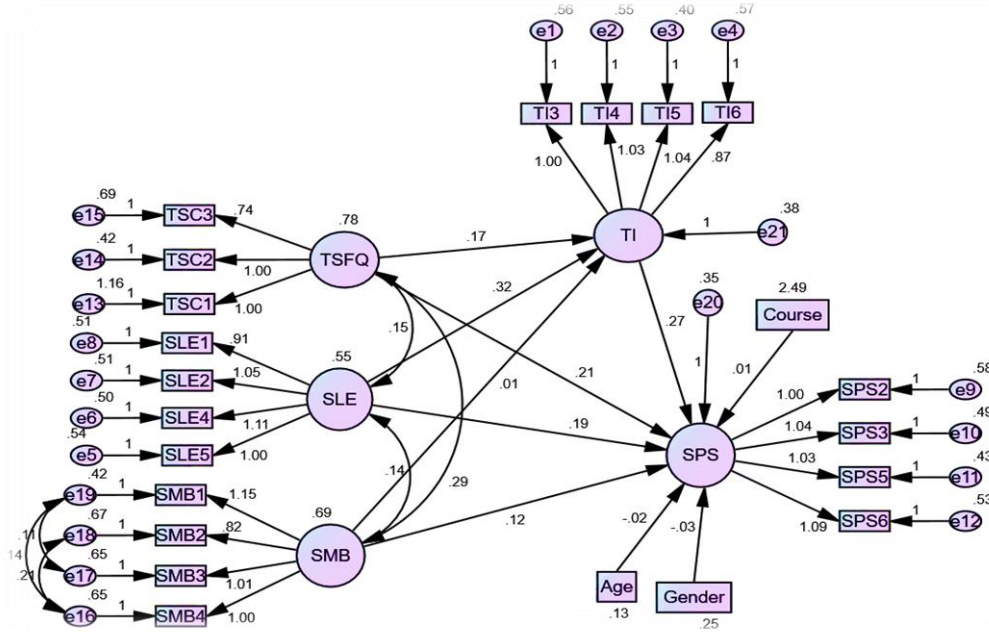 .56 .55 .40 .57
e1 e2 e3 e4
1 1 1 1
TI3 TI4 TI5 TI6
1.00 1.03 1.04 .87
.69
e15 1 TSC3 .74
.42
e14 1 TSC2 1.00
1.16
e13 1 TSC1 1.00
.78
TSFQ
.17
TI
1
.38
e21
.51
e8 1 SLE1 .91
.51
e7 1 SLE2 1.05
.50
e6 1 SLE4 1.11
.54
e5 1 SLE5 1.00
.55
SLE
.15
.32
.01
.21
.19
.27
.35
e20
1
2.49
Course
.01
SPS
1.00 SPS2 1 e9 .58
1.04 SPS3 1 e10 .49
1.03 SPS5 1 e11 .43
1.09 SPS6 1 e12 .53
.42
e19 1 SMB1 1.15
.67
e18 1 SMB2 .82
.65
e17 1 SMB3 1.01
.65
e16 1 SMB4 1.00
.11
14
.21
.69
SMB
.14
.29
.12
-.02
-.03
Age
.13
Gender
.25